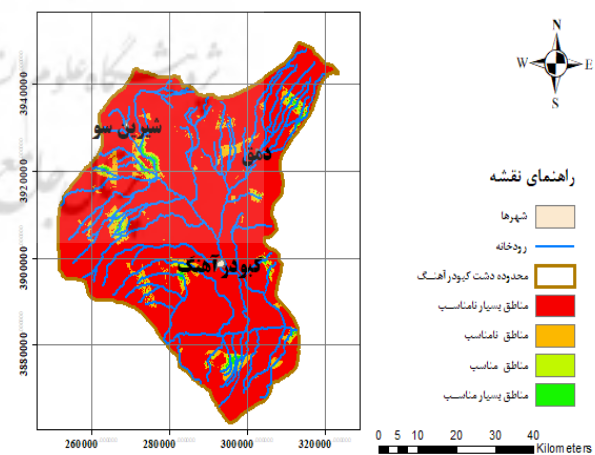 N
W
E
S
3940000
3920000
3900000
3880000
260000
280000
300000
320000
شیرین سو
دمق
کبودرآهنگ
راهنمای نقشه
شهرها
رودخانه
محدوده دشت کبودرآهنگ
مناطق بسیار نامناسب
مناطق نامناسب
مناطق مناسب
مناطق بسیار مناسب
0 5 10 20 30 40
Kilometers